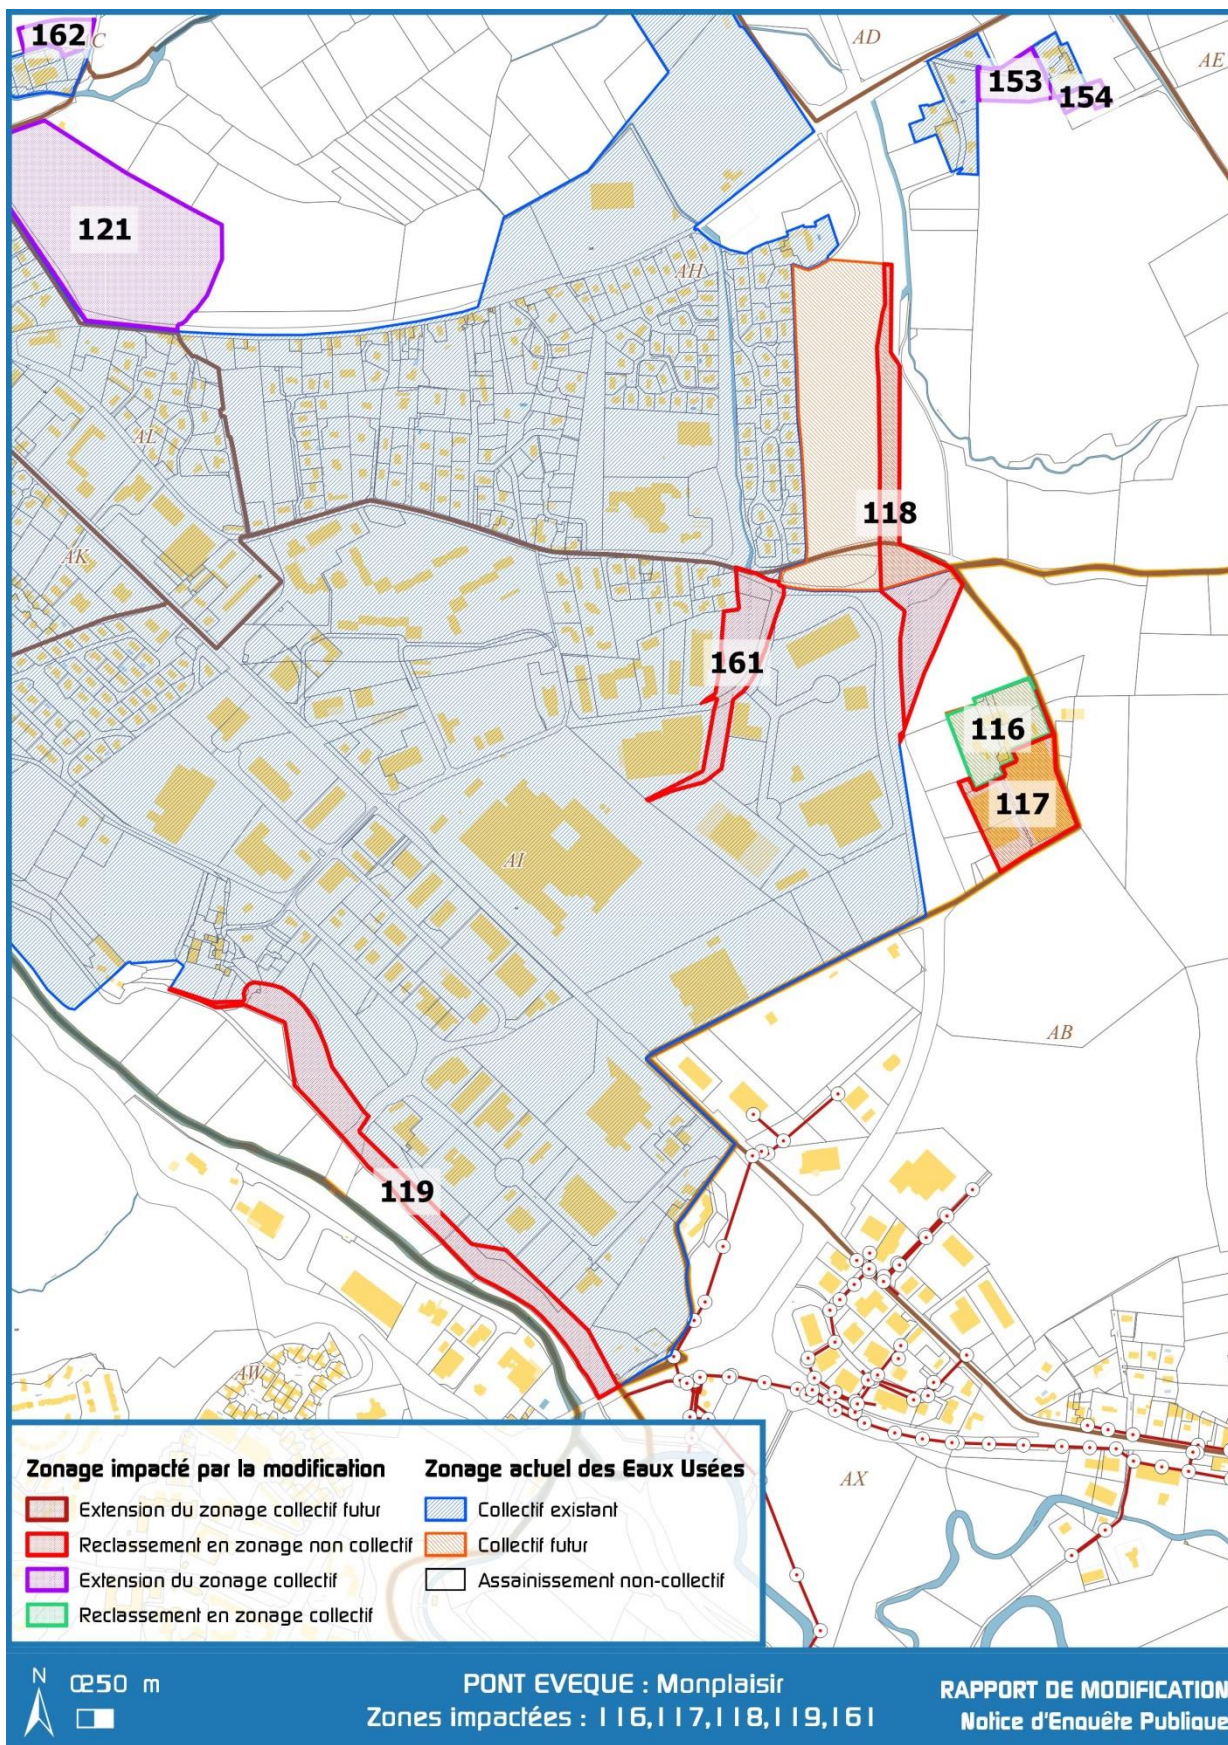 162
AC
AD
AE
153
154
121
AH
AL
118
AK
161
116
117
AI
AB
119
AW
AX
Zonage impacté par la modification
Extension du zonage collectif futur
Reclassement en zonage non collectif
Extension du zonage collectif
Reclassement en zonage collectif
Zonage actuel des Eaux Usées
Collectif existant
Collectif futur
Assainissement non-collectif
N
250 m
PONT EVEQUE : Monplaisir
Zones impactées : 116,117,118,119,161
RAPPORT DE MODIFICATION
Notice d'Enquête Publique